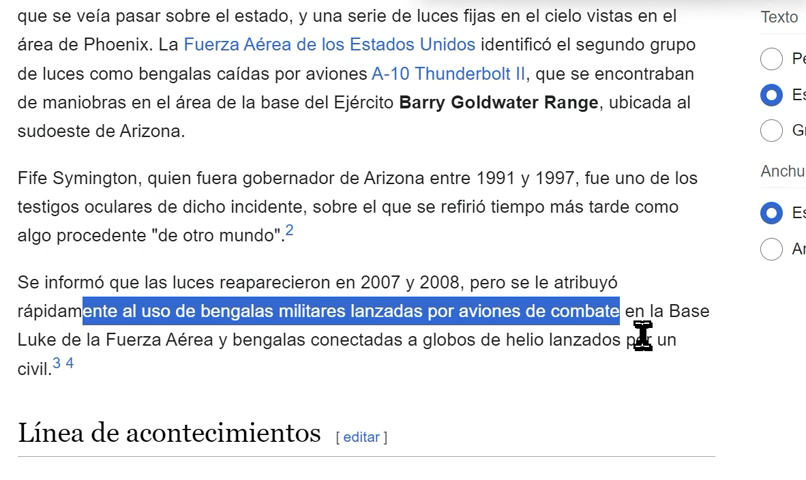 que se veía pasar sobre el estado, y una serie de luces fijas en el cielo vistas en el
área de Phoenix. La Fuerza Aérea de los Estados Unidos identificó el segundo grupo
de luces como bengalas caídas por aviones A-10 Thunderbolt II, que se encontraban
de maniobras en el área de la base del Ejército Barry Goldwater Range, ubicada al
sudoeste de Arizona.
Fife Symington, quien fuera gobernador de Arizona entre 1991 y 1997, fue uno de los
testigos oculares de dicho incidente, sobre el que se refirió tiempo más tarde como
algo procedente "de otro mundo".2
Se informó que las luces reaparecieron en 2007 y 2008, pero se le atribuyó
rápidamente al uso de bengalas militares lanzadas por aviones de combate en la Base
Luke de la Fuerza Aérea y bengalas conectadas a globos de helio lanzados por un
civil.3 4
Línea de acontecimientos [ editar ]
Texto
Pe
Es
Gr
Anchu
Es
An